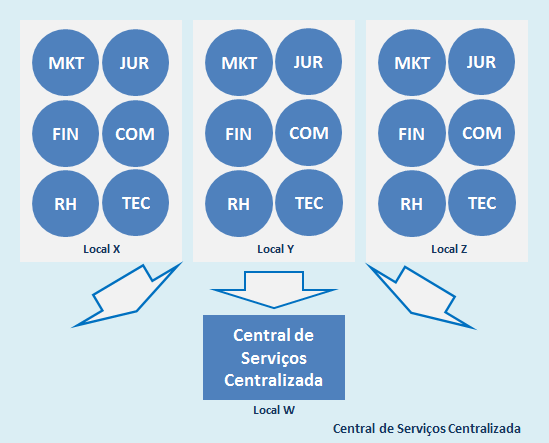 MKT JUR
FIN COM
RH TEC
Local X
MKT JUR
FIN COM
RH TEC
Local Y
MKT JUR
FIN COM
RH TEC
Local Z
Central de
Serviços
Centralizada
Local W
Central de Serviços Centralizada